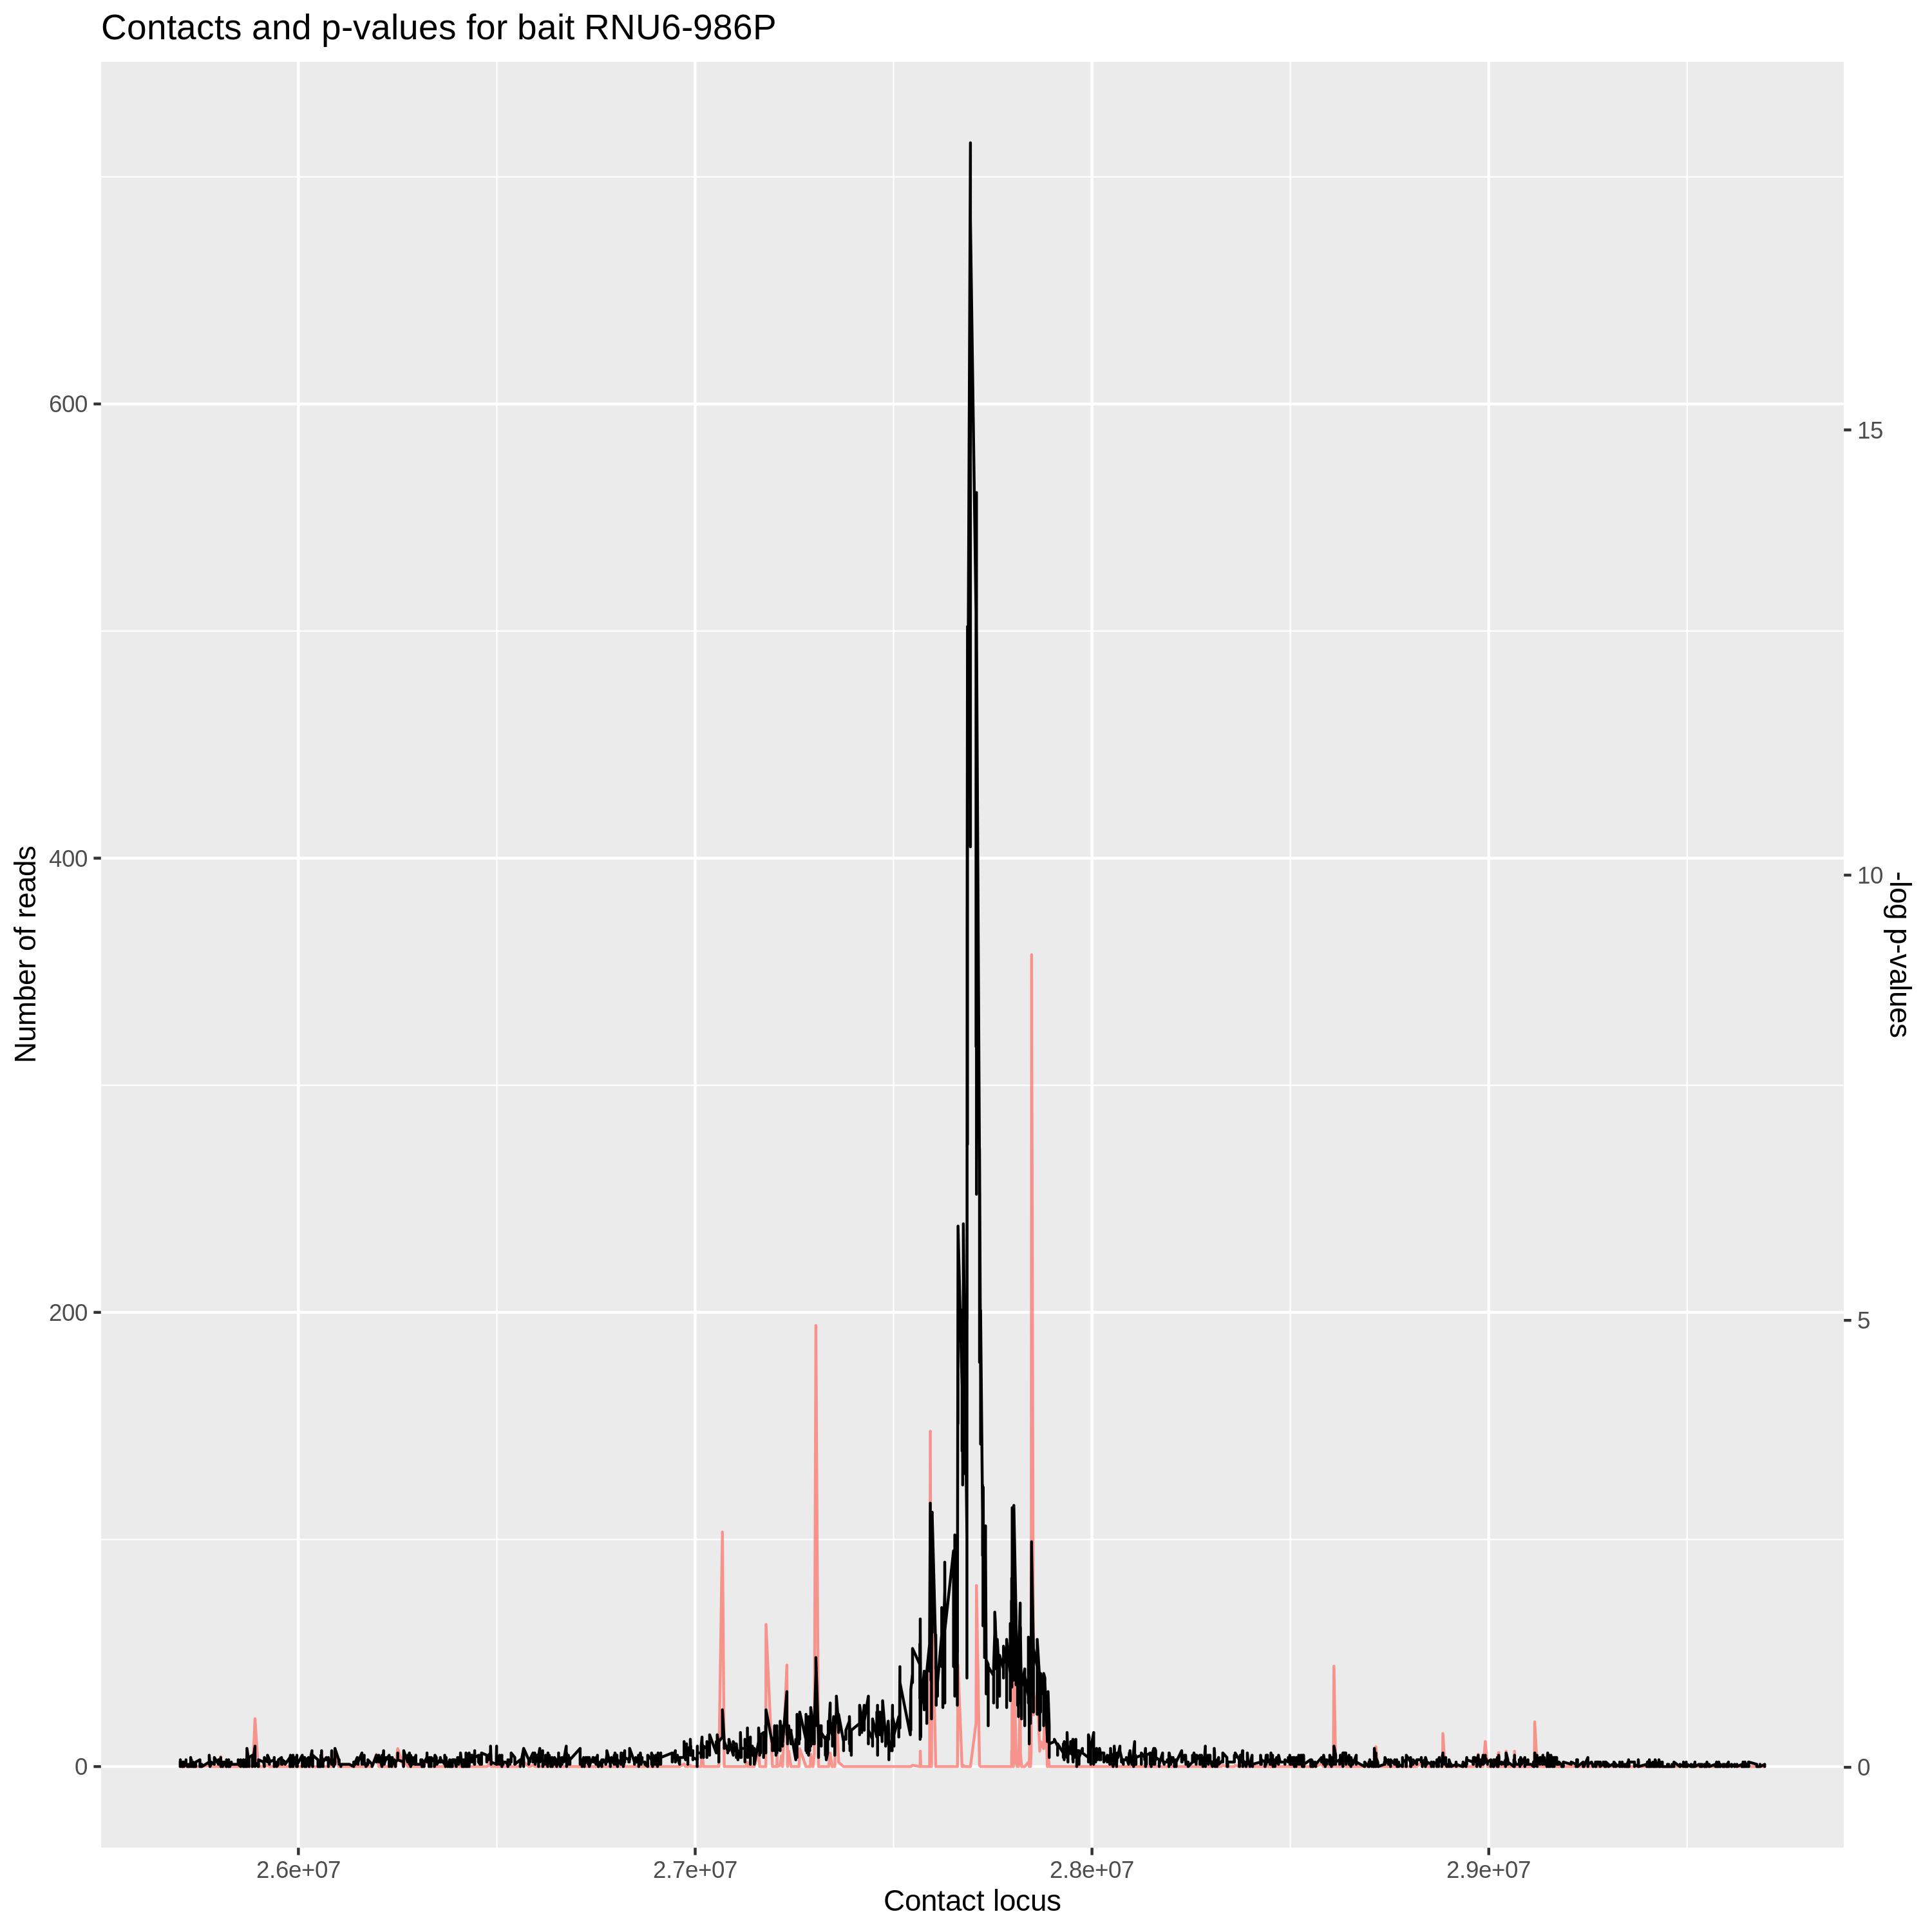 Contacts and p-values for bait RNU6-986P
600
400
200
0
Number of reads
15
10
5
0
-log p-values
2.6e+07
2.7e+07
2.8e+07
2.9e+07
Contact locus